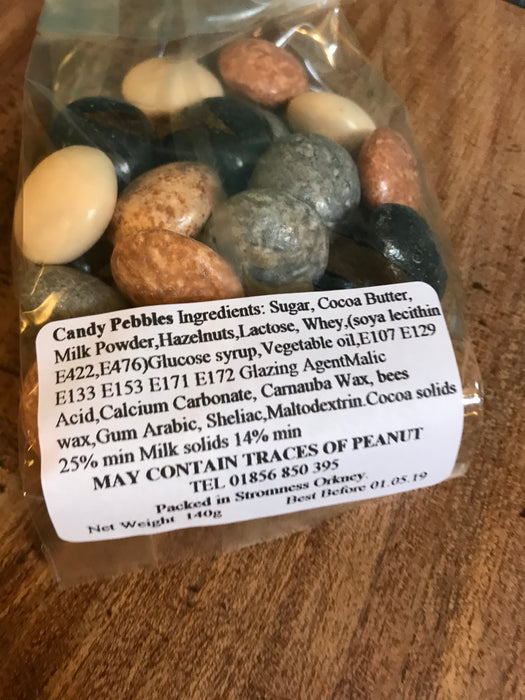 Candy Pebbles Ingredients: Sugar, Cocoa Butter,
Milk Powder,Hazelnuts,Lactose, Whey,(soya lecithin
E422,E476)Glucose syrup,Vegetable oil,E107 E129
E133 E153 E171 E172 Glazing AgentMalic
Acid,Calcium Carbonate, Carnauba Wax, bees
wax,Gum Arabic, Sheliac,Maltodextrin.Cocoa solids
25% min Milk solids 14% min
MAY CONTAIN TRACES OF PEANUT
TEL 01856 850 395
Packed in Stromness Orkney.
Net Weight 140g Best Before 01.05.19